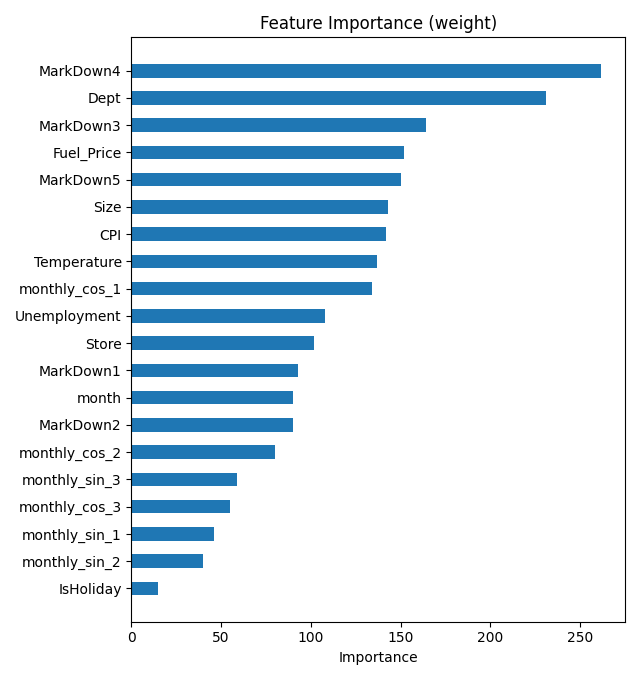 Feature Importance (weight)
MarkDown4
Dept
MarkDown3
Fuel_Price
MarkDown5
Size
CPI
Temperature
monthly_cos_1
Unemployment
Store
MarkDown1
month
MarkDown2
monthly_cos_2
monthly_sin_3
monthly_cos_3
monthly_sin_1
monthly_sin_2
IsHoliday
0 50 100 150 200 250
Importance